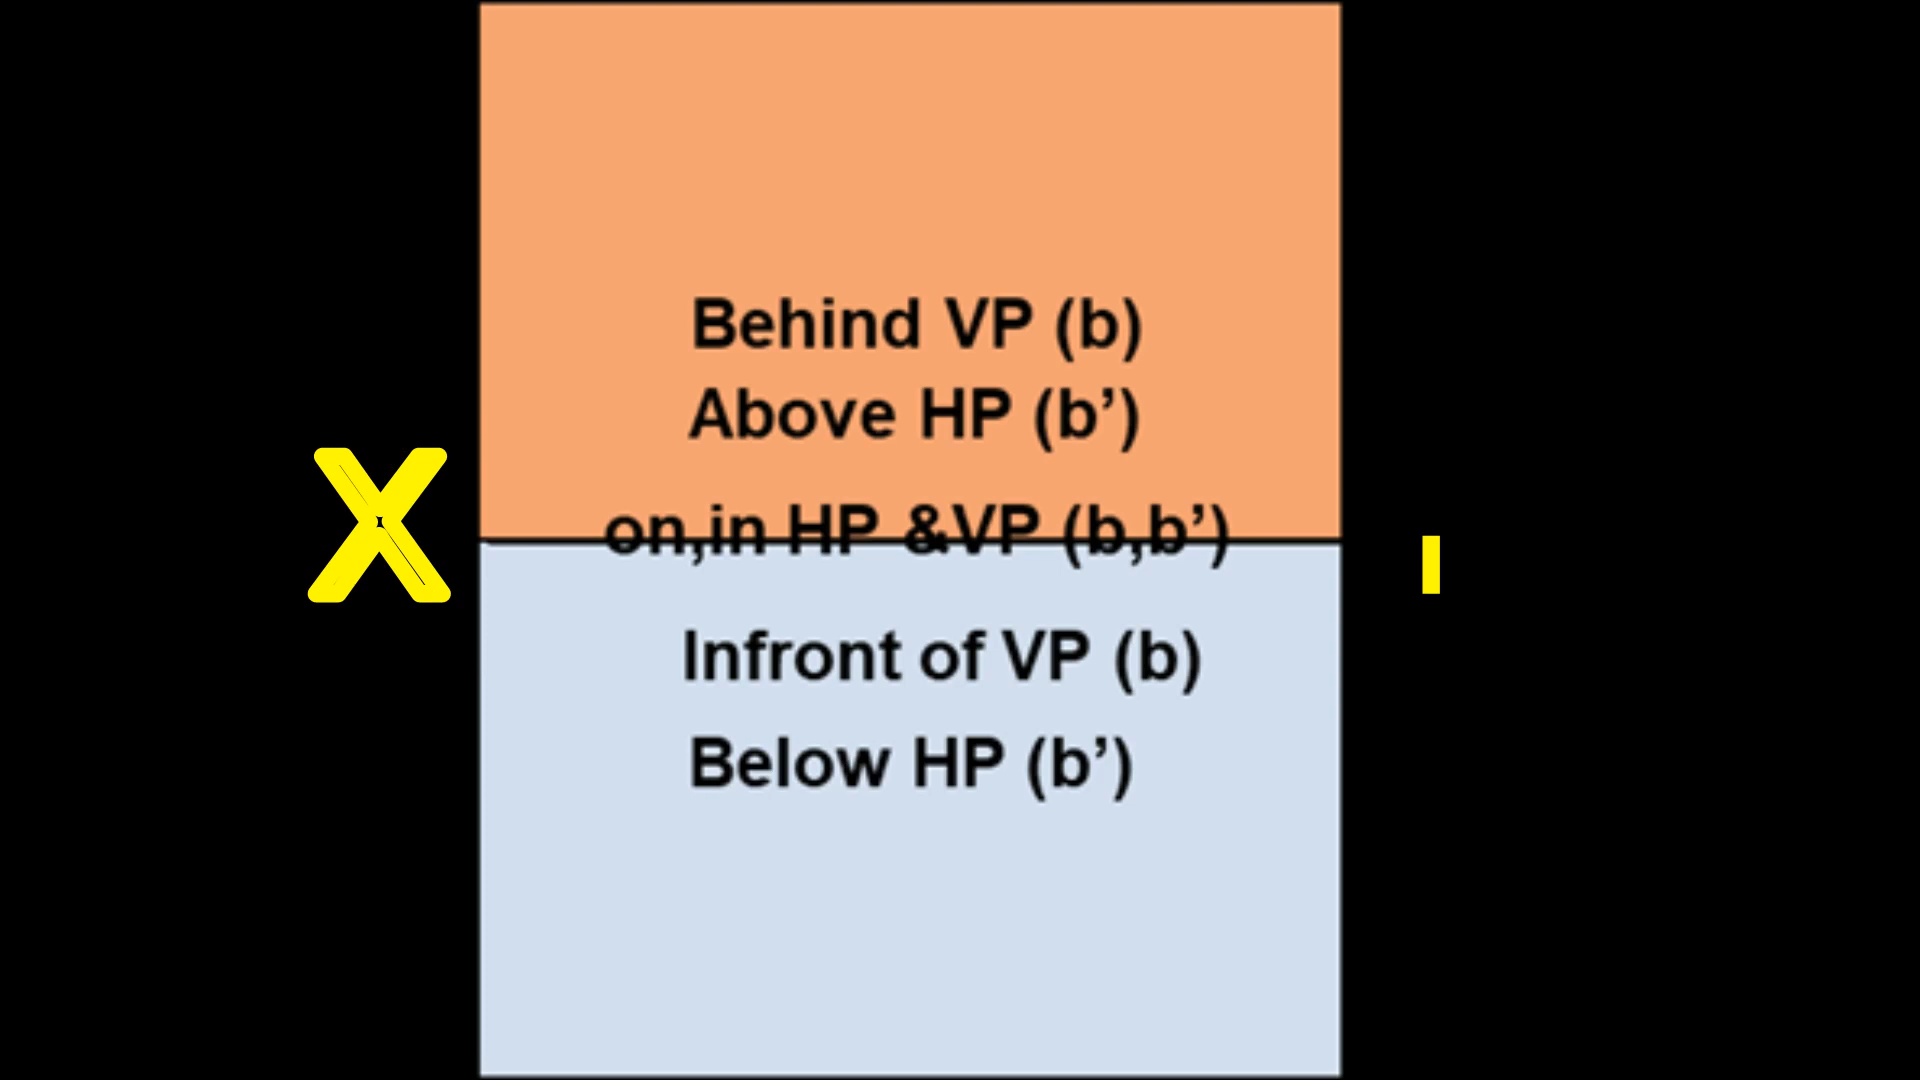 Behind VP (b)
Above HP (b’)
X
on,in HP &VP (b,b’)
Infront of VP (b)
Below HP (b’)